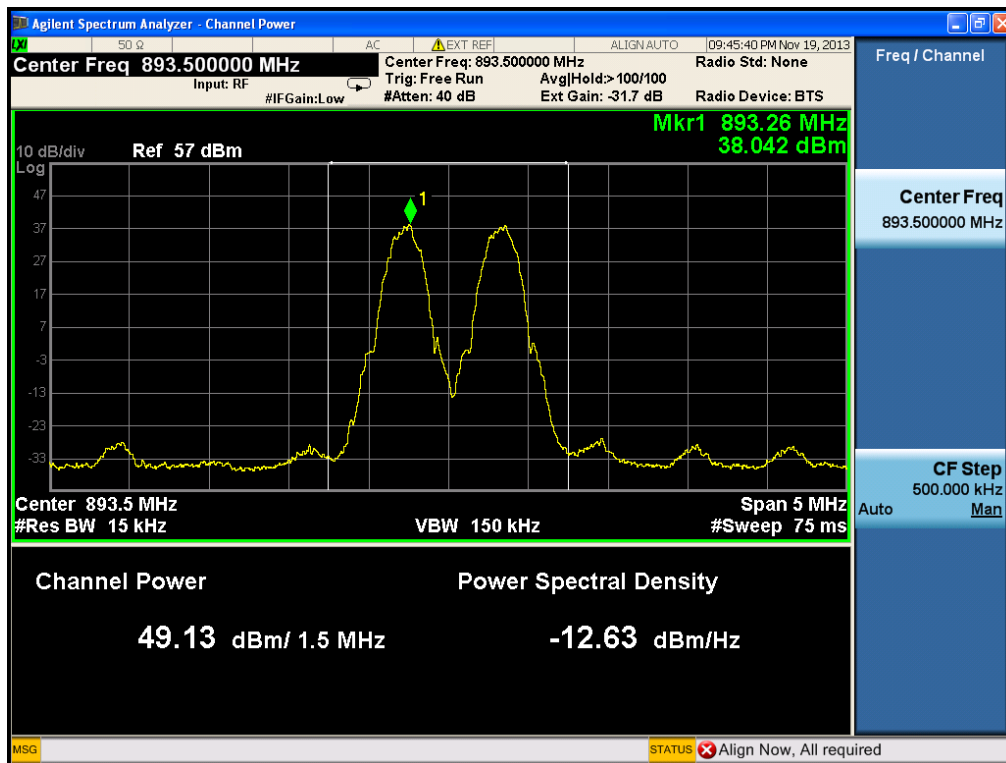 Agilent Spectrum Analyzer - Channel Power
LXI 50 Ω AC EXT REF ALIGN AUTO 09:45:40 PM Nov 19, 2013
Center Freq 893.500000 MHz Center Freq: 893.500000 MHz Radio Std: None
Input: RF Trig: Free Run Avg|Hold:>100/100
#IFGain:Low #Atten: 40 dB Ext Gain: -31.7 dB Radio Device: BTS
Freq / Channel
Mkr1 893.26 MHz
10 dB/div Ref 57 dBm 38.042 dBm
Log
47
1
37
27
17
7
-3
-13
-23
-33
Center Freq
893.500000 MHz
CF Step
500.000 kHz
Auto Man
Center 893.5 MHz Span 5 MHz
#Res BW 15 kHz VBW 150 kHz #Sweep 75 ms
Channel Power Power Spectral Density
49.13 dBm/ 1.5 MHz -12.63 dBm/Hz
MSG STATUS Align Now, All required